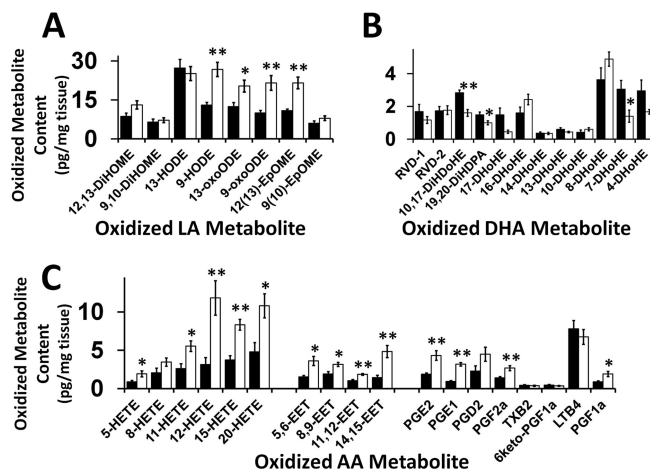 A
Oxidized Metabolite
Content
(pg/mg tissue)
30
15
0
**
*
**
**
12,13-DiHOME
9,10-DiHOME
13-HODE
9-HODE
13-oxoODE
9-oxoODE
12(13)-EpOME
9(10)-EpOME
Oxidized LA Metabolite
B
4
2
0
**
*
*
RVD-1
RVD-2
10,17-DiHDoHE
19,20-DiHDPA
17-DHoHE
16-DHoHE
14-DHoHE
13-DHoHE
10-DHoHE
8-DHoHE
7-DHoHE
4-DHoHE
Oxidized DHA Metabolite
C
Oxidized Metabolite
Content
(pg/mg tissue)
10
5
0
*
*
**
**
*
*
*
**
**
**
**
**
*
5-HETE
8-HETE
11-HETE
12-HETE
15-HETE
20-HETE
5,6-EET
8,9-EET
11,12-EET
14,15-EET
PGE2
PGE1
PGD2
PGF2a
TXB2
6keto-PGF1a
LTB4
PGF1a
Oxidized AA Metabolite